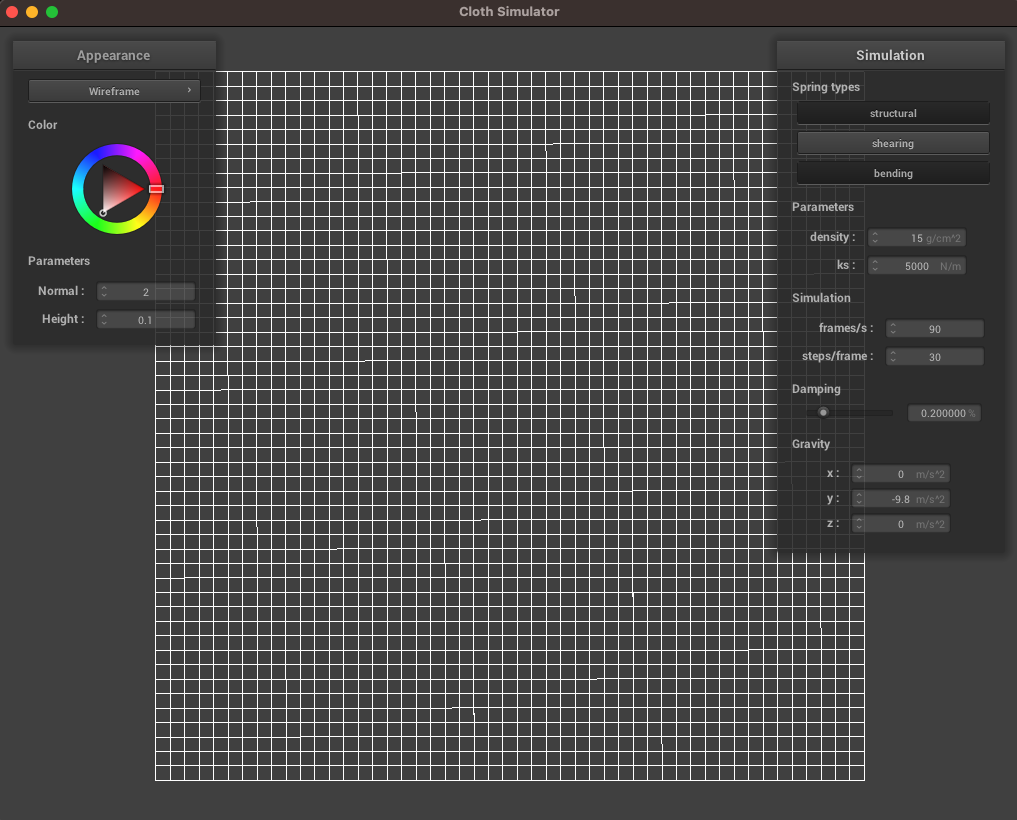 Cloth Simulator
Appearance
Wireframe ›
Color
Parameters
Normal : 2
Height : 0.1
Simulation
Spring types
structural
shearing
bending
Parameters
density : 15 g/cm^2
ks : 5000 N/m
Simulation
frames/s : 90
steps/frame : 30
Damping
0.200000 %
Gravity
x : 0 m/s^2
y : -9.8 m/s^2
z : 0 m/s^2